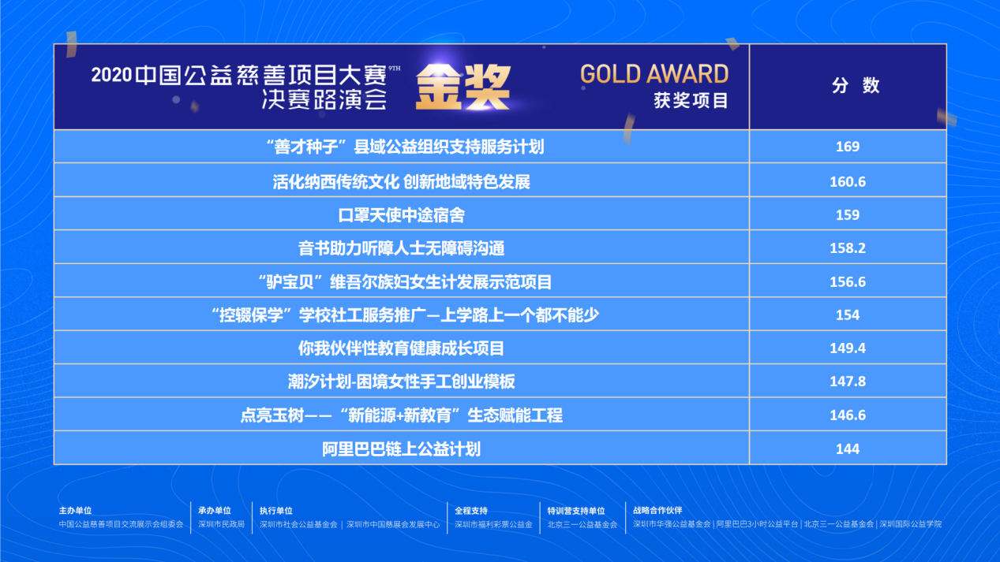 2020中国公益慈善项目大赛9TH
决赛路演会
金奖
GOLD AWARD
获奖项目
分 数
“善才种子”县域公益组织支持服务计划 169
活化纳西传统文化 创新地域特色发展 160.6
口罩天使中途宿舍 159
音书助力听障人士无障碍沟通 158.2
“驴宝贝”维吾尔族妇女生计发展示范项目 156.6
“控辍保学”学校社工服务推广—上学路上一个都不能少 154
你我伙伴性教育健康成长项目 149.4
潮汐计划-困境女性手工创业模板 147.8
点亮玉树——“新能源+新教育”生态赋能工程 146.6
阿里巴巴链上公益计划 144
主办单位
中国公益慈善项目交流展示会组委会
承办单位
深圳市民政局
执行单位
深圳市社会公益基金会 | 深圳市中国慈展会发展中心
全程支持
深圳市福利彩票公益金
特训营支持单位
北京三一公益基金会
战略合作伙伴
深圳市华强公益基金会 | 阿里巴巴3小时公益平台 | 北京三一公益基金会 | 深圳国际公益学院